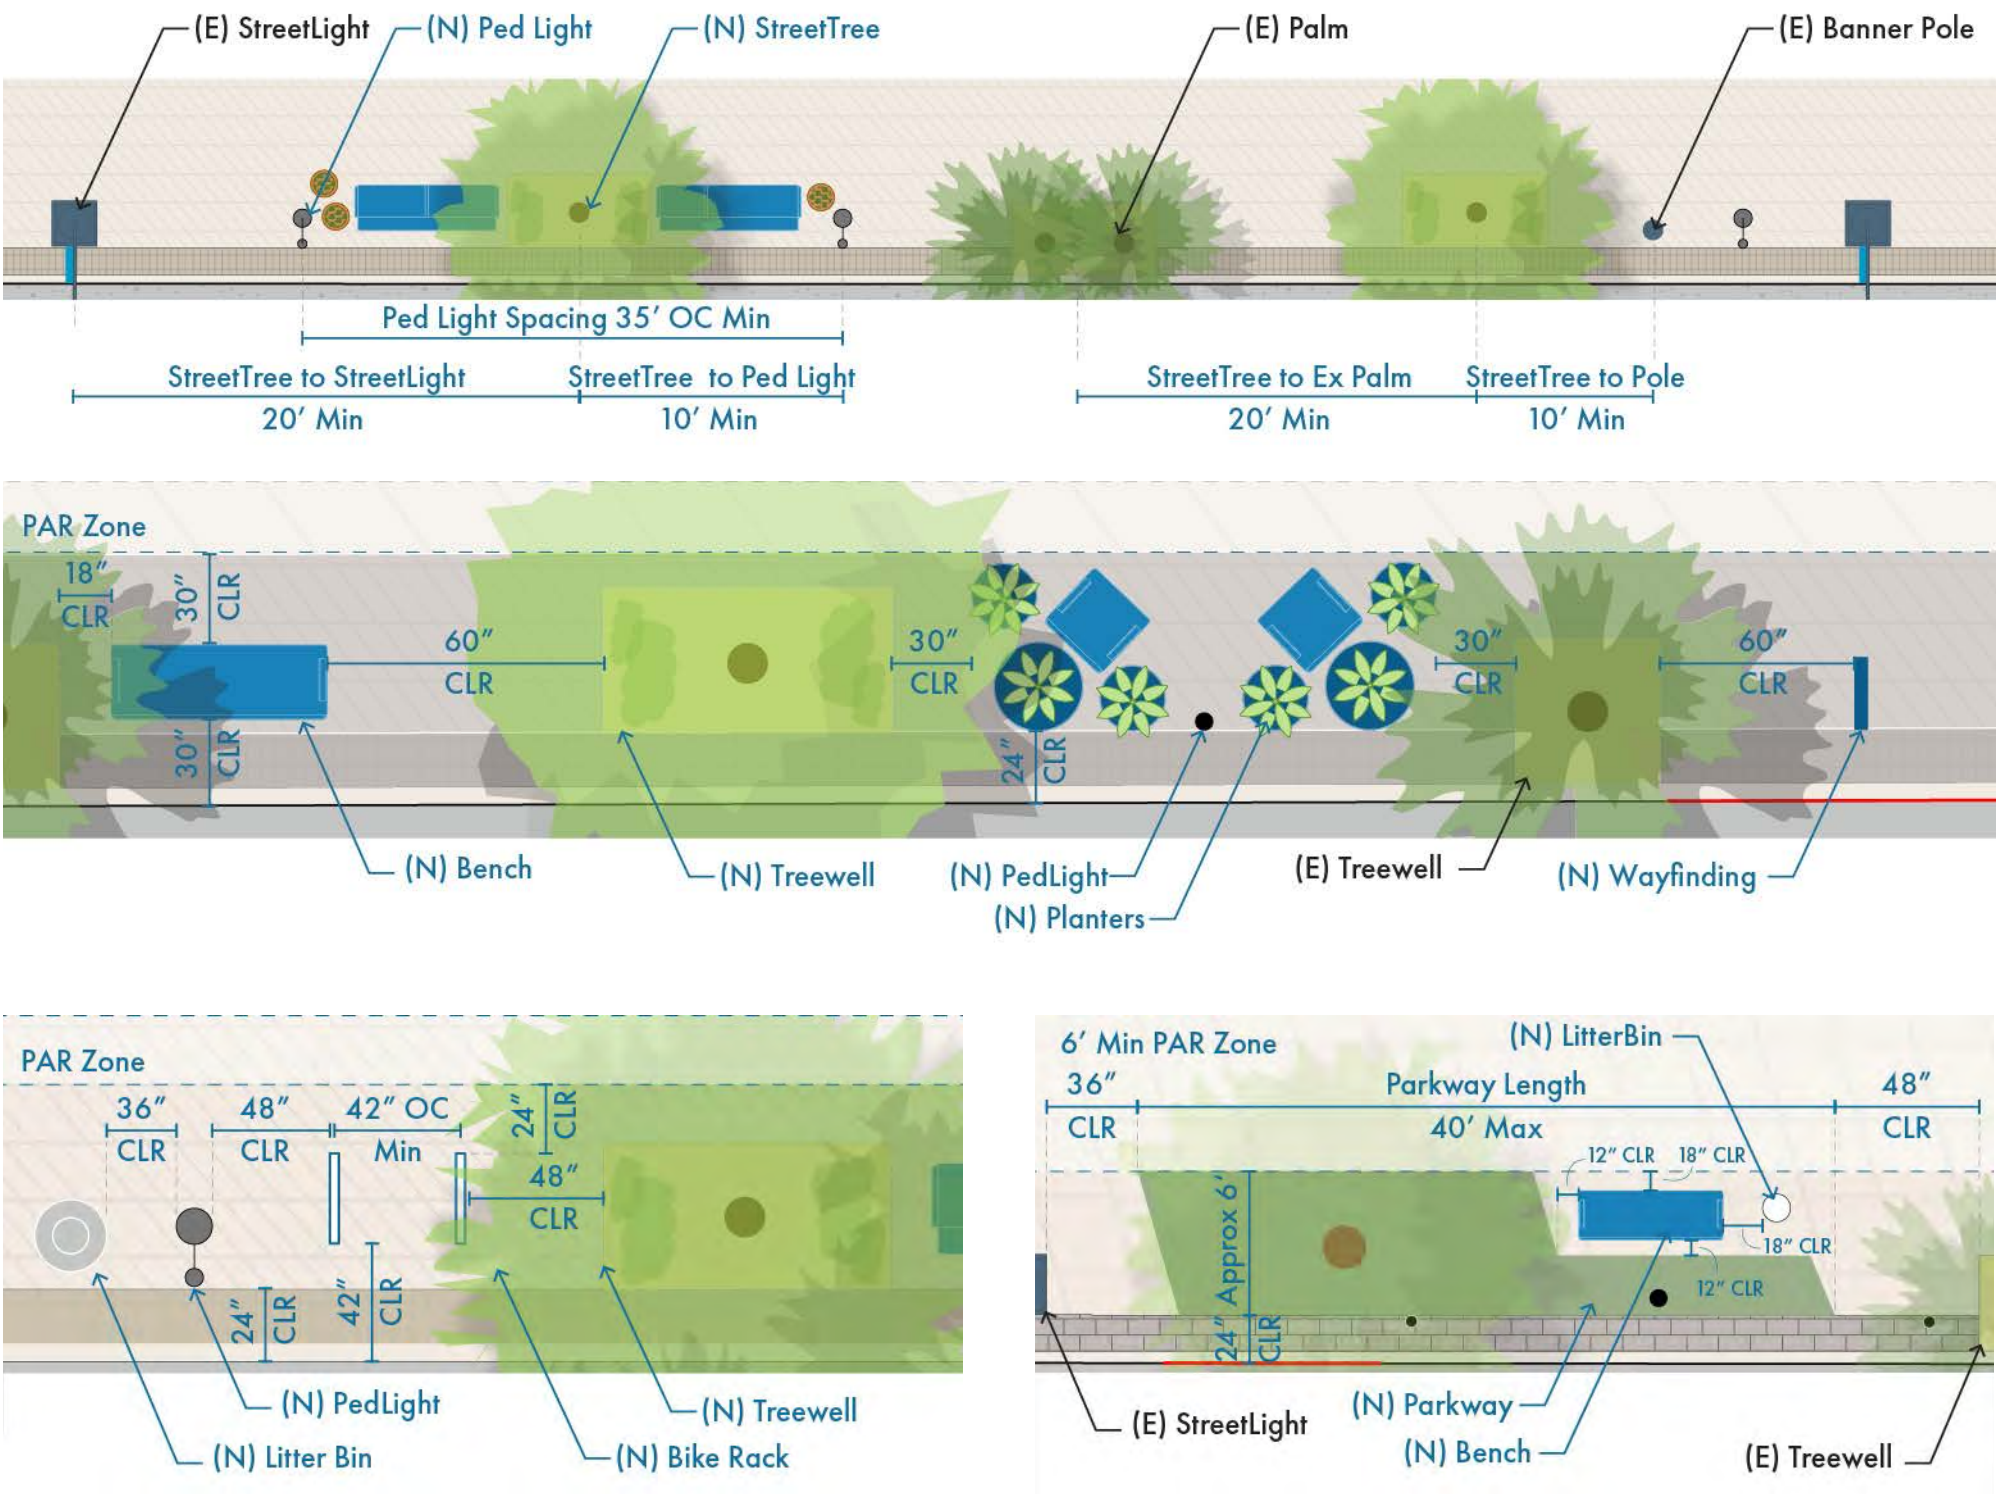 (E) StreetLight
(N) Ped Light
(N) StreetTree
(E) Palm
(E) Banner Pole
Ped Light Spacing 35’ OC Min
StreetTree to StreetLight
20’ Min
StreetTree to Ped Light
10’ Min
StreetTree to Ex Palm
20’ Min
StreetTree to Pole
10’ Min
PAR Zone
18”
CLR
30”
CLR
30”
CLR
60”
CLR
30”
CLR
24”
CLR
30”
CLR
60”
CLR
(N) Bench
(N) Treewell
(N) PedLight
(N) Planters
(E) Treewell
(N) Wayfinding
PAR Zone
36”
CLR
48”
CLR
42” OC
Min
24”
CLR
48”
CLR
24”
CLR
42”
CLR
(N) PedLight
(N) Litter Bin
(N) Treewell
(N) Bike Rack
6’ Min PAR Zone
(N) LitterBin
36”
CLR
Parkway Length
40’ Max
48”
CLR
12” CLR
18” CLR
18” CLR
12” CLR
Approx 6’
24”
CLR
(E) StreetLight
(N) Parkway
(N) Bench
(E) Treewell